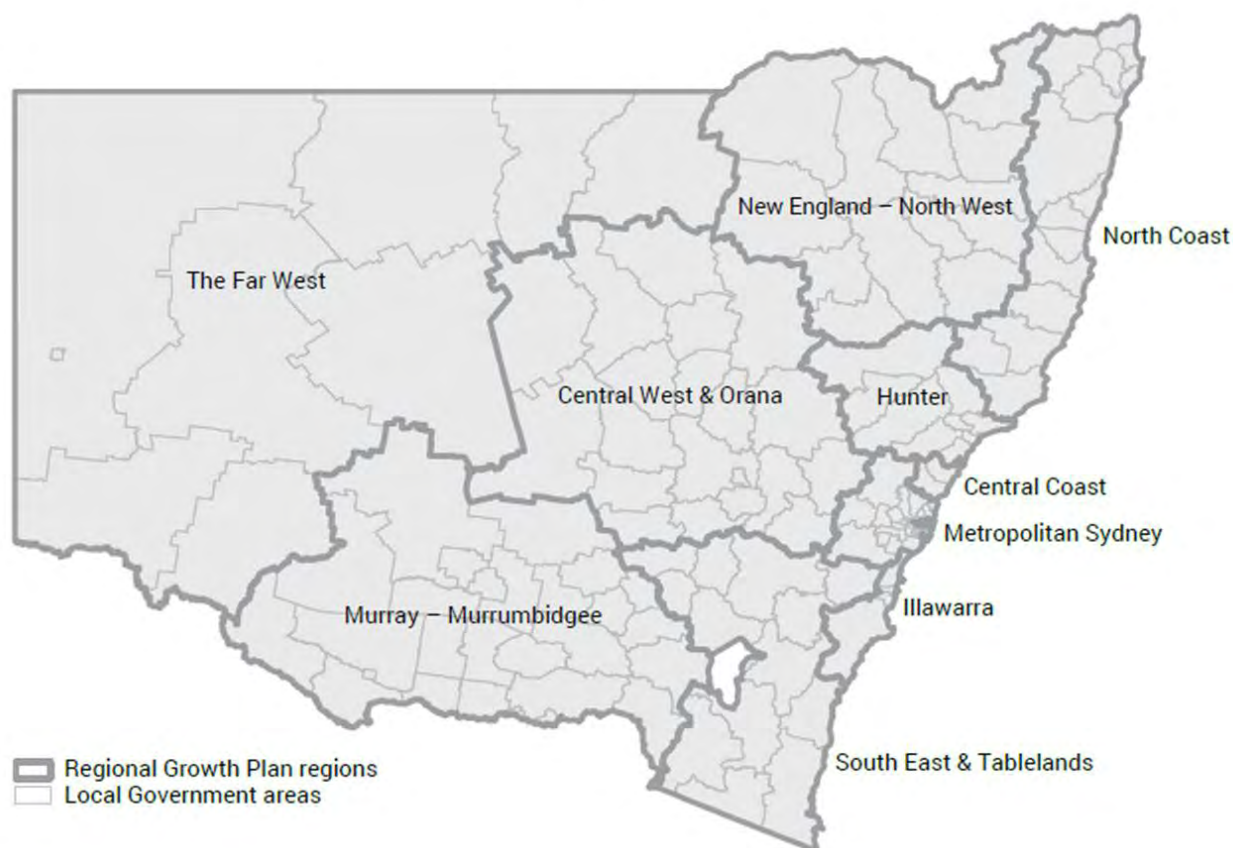 New England – North West
North Coast
The Far West
Central West & Orana
Hunter
Central Coast
Metropolitan Sydney
Illawarra
Murray – Murrumbidgee
South East & Tablelands
Regional Growth Plan regions
Local Government areas